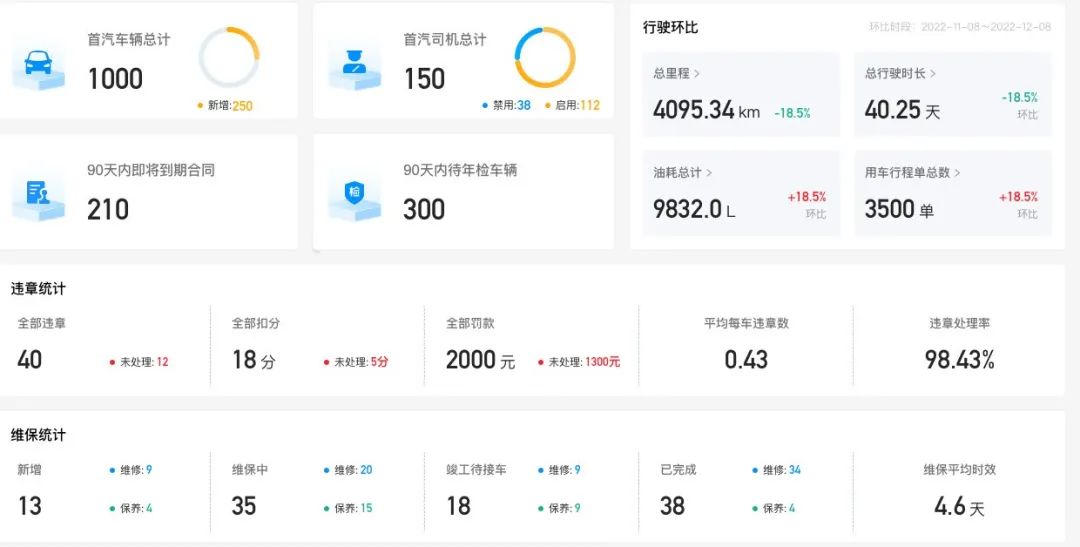 首汽车辆总计
1000
新增:250
首汽司机总计
150
禁用:38 启用:112
90天内即将到期合同
210
检
90天内待年检车辆
300
行驶环比
环比时段: 2022-11-08~2022-12-08
总里程 >
4095.34 km -18.5%
总行驶时长 >
40.25 天
-18.5%
环比
油耗总计 >
9832.0 L
+18.5%
环比
用车行程单总数 >
3500 单
+18.5%
环比
违章统计
全部违章
40
未处理: 12
全部扣分
18 分
未处理: 5分
全部罚款
2000 元
未处理: 1300元
平均每车违章数
0.43
违章处理率
98.43%
维保统计
新增
13
维修: 9
保养: 4
维保中
35
维修: 20
保养: 15
竣工待接车
18
维修: 9
保养: 9
已完成
38
维修: 34
保养: 4
维保平均时效
4.6 天